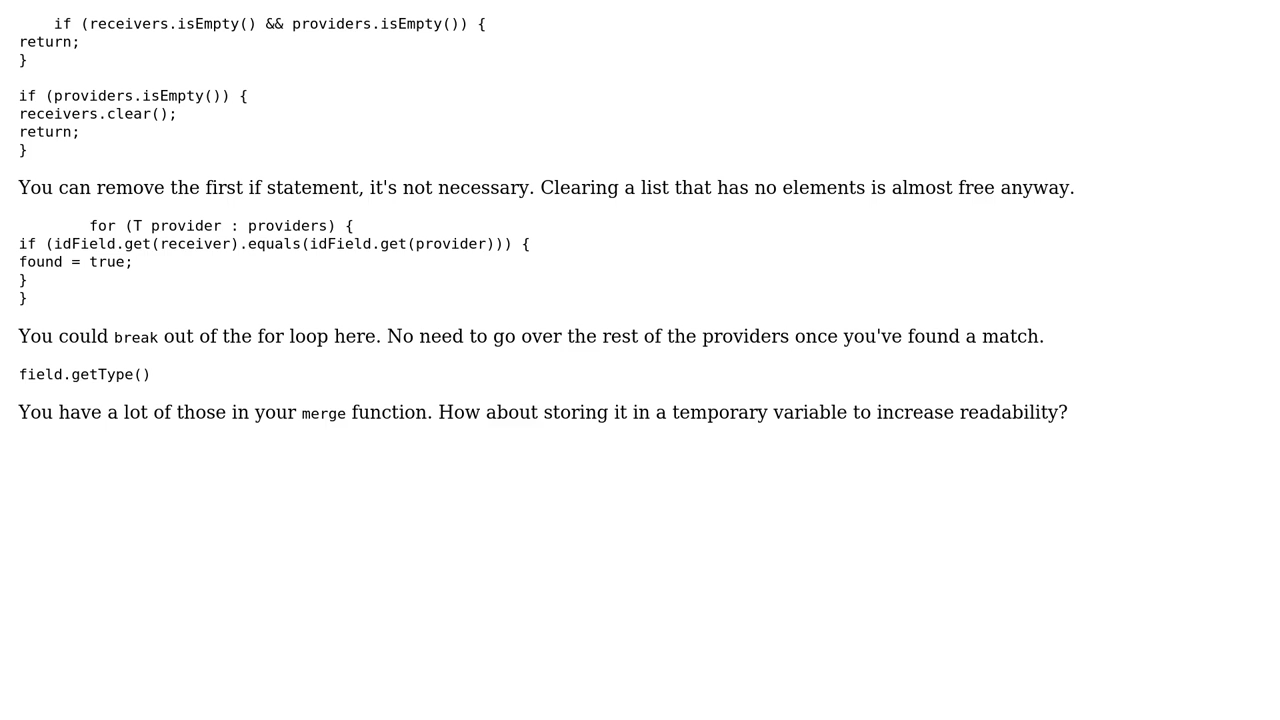 if (receivers.isEmpty() && providers.isEmpty()) {
return;
}
if (providers.isEmpty()) {
receivers.clear();
return;
}
You can remove the first if statement, it's not necessary. Clearing a list that has no elements is almost free anyway.
for (T provider : providers) {
if (idField.get(receiver).equals(idField.get(provider))) {
found = true;
}
}
You could break out of the for loop here. No need to go over the rest of the providers once you've found a match.
field.getType()
You have a lot of those in your merge function. How about storing it in a temporary variable to increase readability?